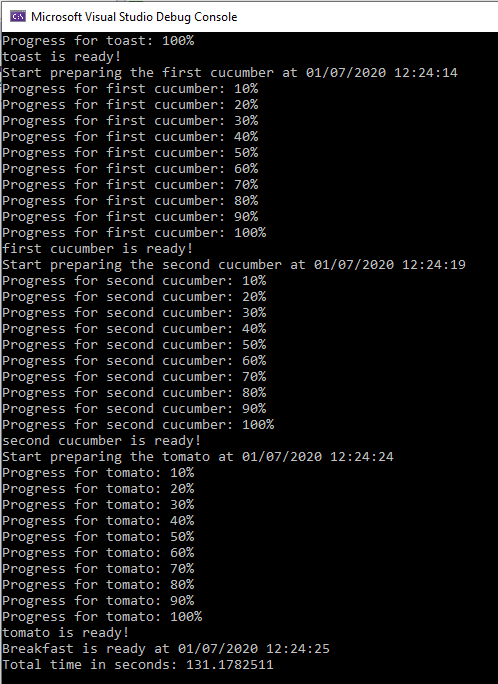 Microsoft Visual Studio Debug Console
Progress for toast: 100%
toast is ready!
Start preparing the first cucumber at 01/07/2020 12:24:14
Progress for first cucumber: 10%
Progress for first cucumber: 20%
Progress for first cucumber: 30%
Progress for first cucumber: 40%
Progress for first cucumber: 50%
Progress for first cucumber: 60%
Progress for first cucumber: 70%
Progress for first cucumber: 80%
Progress for first cucumber: 90%
Progress for first cucumber: 100%
first cucumber is ready!
Start preparing the second cucumber at 01/07/2020 12:24:19
Progress for second cucumber: 10%
Progress for second cucumber: 20%
Progress for second cucumber: 30%
Progress for second cucumber: 40%
Progress for second cucumber: 50%
Progress for second cucumber: 60%
Progress for second cucumber: 70%
Progress for second cucumber: 80%
Progress for second cucumber: 90%
Progress for second cucumber: 100%
second cucumber is ready!
Start preparing the tomato at 01/07/2020 12:24:24
Progress for tomato: 10%
Progress for tomato: 20%
Progress for tomato: 30%
Progress for tomato: 40%
Progress for tomato: 50%
Progress for tomato: 60%
Progress for tomato: 70%
Progress for tomato: 80%
Progress for tomato: 90%
Progress for tomato: 100%
tomato is ready!
Breakfast is ready at 01/07/2020 12:24:25
Total time in seconds: 131.1782511